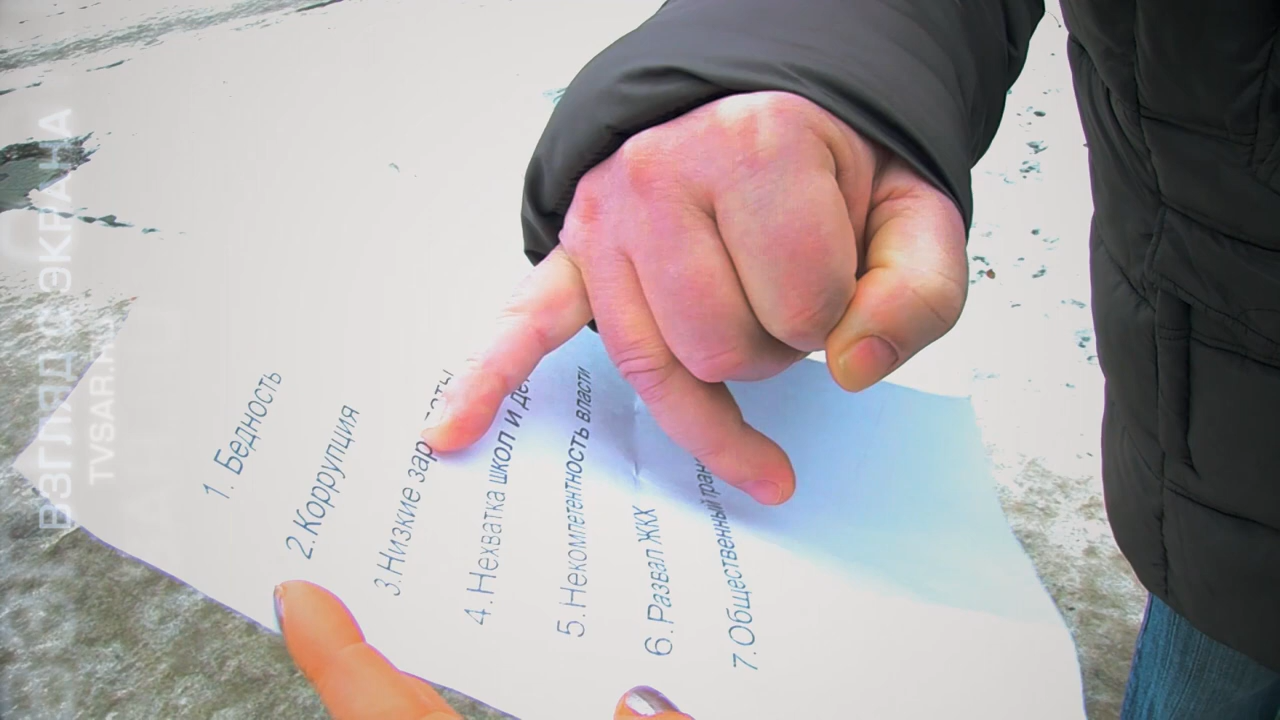 1. Бедность
2.Коррупция
3.Низкие
4.Нехватка школ и
5.Некомпетентность власти
6.Развал ЖКХ
7.Общественный
ВЗГЛЯД ЭКРАНА
TVSAR.RU